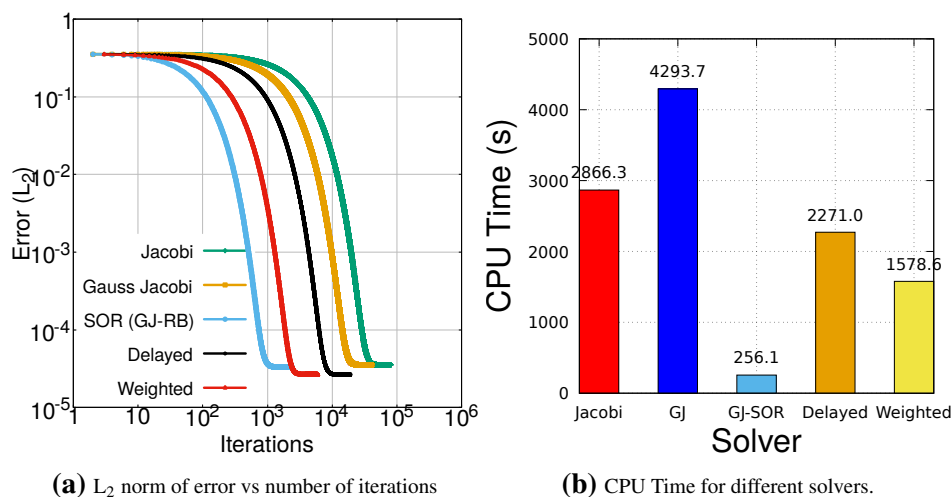 1
10^-1
10^-2
10^-3
10^-4
10^-5
Error (L2)
Jacobi
Gauss Jacobi
SOR (GJ-RB)
Delayed
Weighted
1 10 10^2 10^3 10^4 10^5 10^6
Iterations
(a) L2 norm of error vs number of iterations
5000
4000
3000
2000
1000
0
CPU Time (s)
2866.3
4293.7
256.1
2271.0
1578.6
Jacobi GJ GJ-SOR Delayed Weighted
Solver
(b) CPU Time for different solvers.